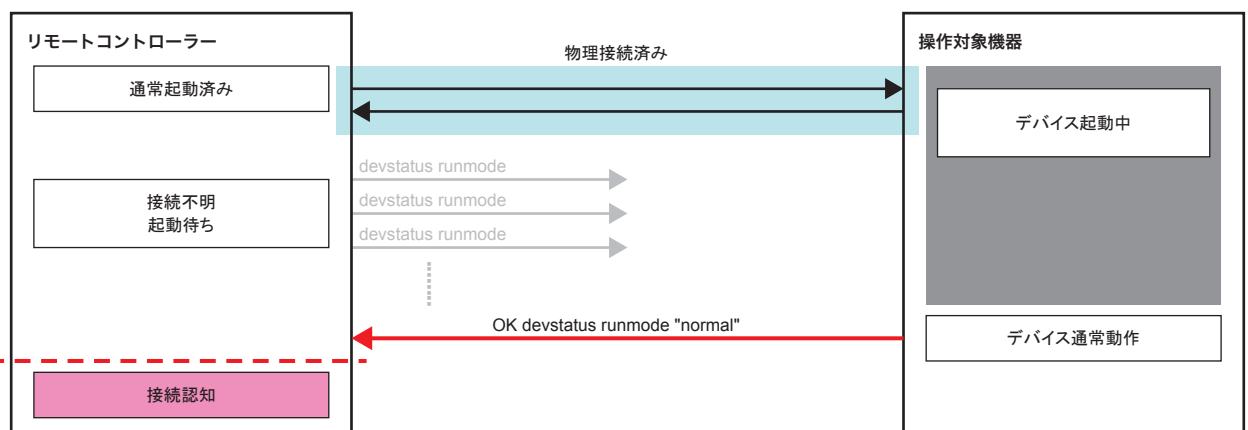 リモートコントローラー
物理接続済み
操作対象機器
通常起動済み
デバイス起動中
devstatus runmode
接続不明
起動待ち
devstatus runmode
devstatus runmode
OK devstatus runmode "normal"
デバイス通常動作
接続認知